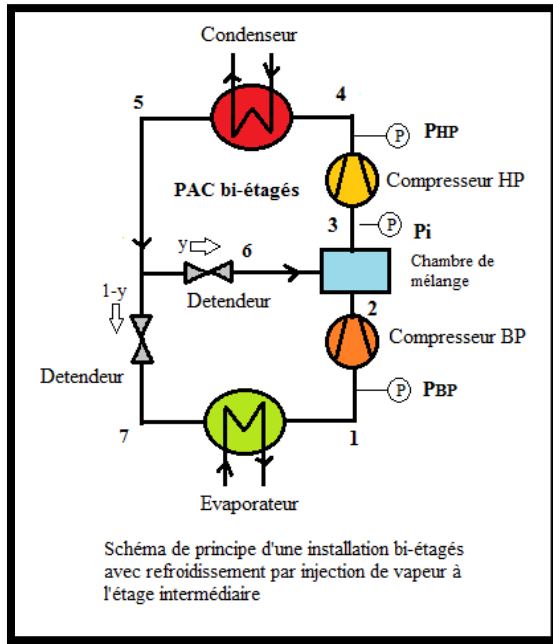 Condenseur
5
4
P
PHP
PAC bi-étagés
Compresseur HP
3
P
Pi
y
6
Chambre de
mélange
1-y
Detendeur
2
Compresseur BP
Detendeur
P
PBP
7
1
Evaporateur
Schéma de principe d'une installation bi-étagés
avec refroidissement par injection de vapeur à
l'étage intermédiaire